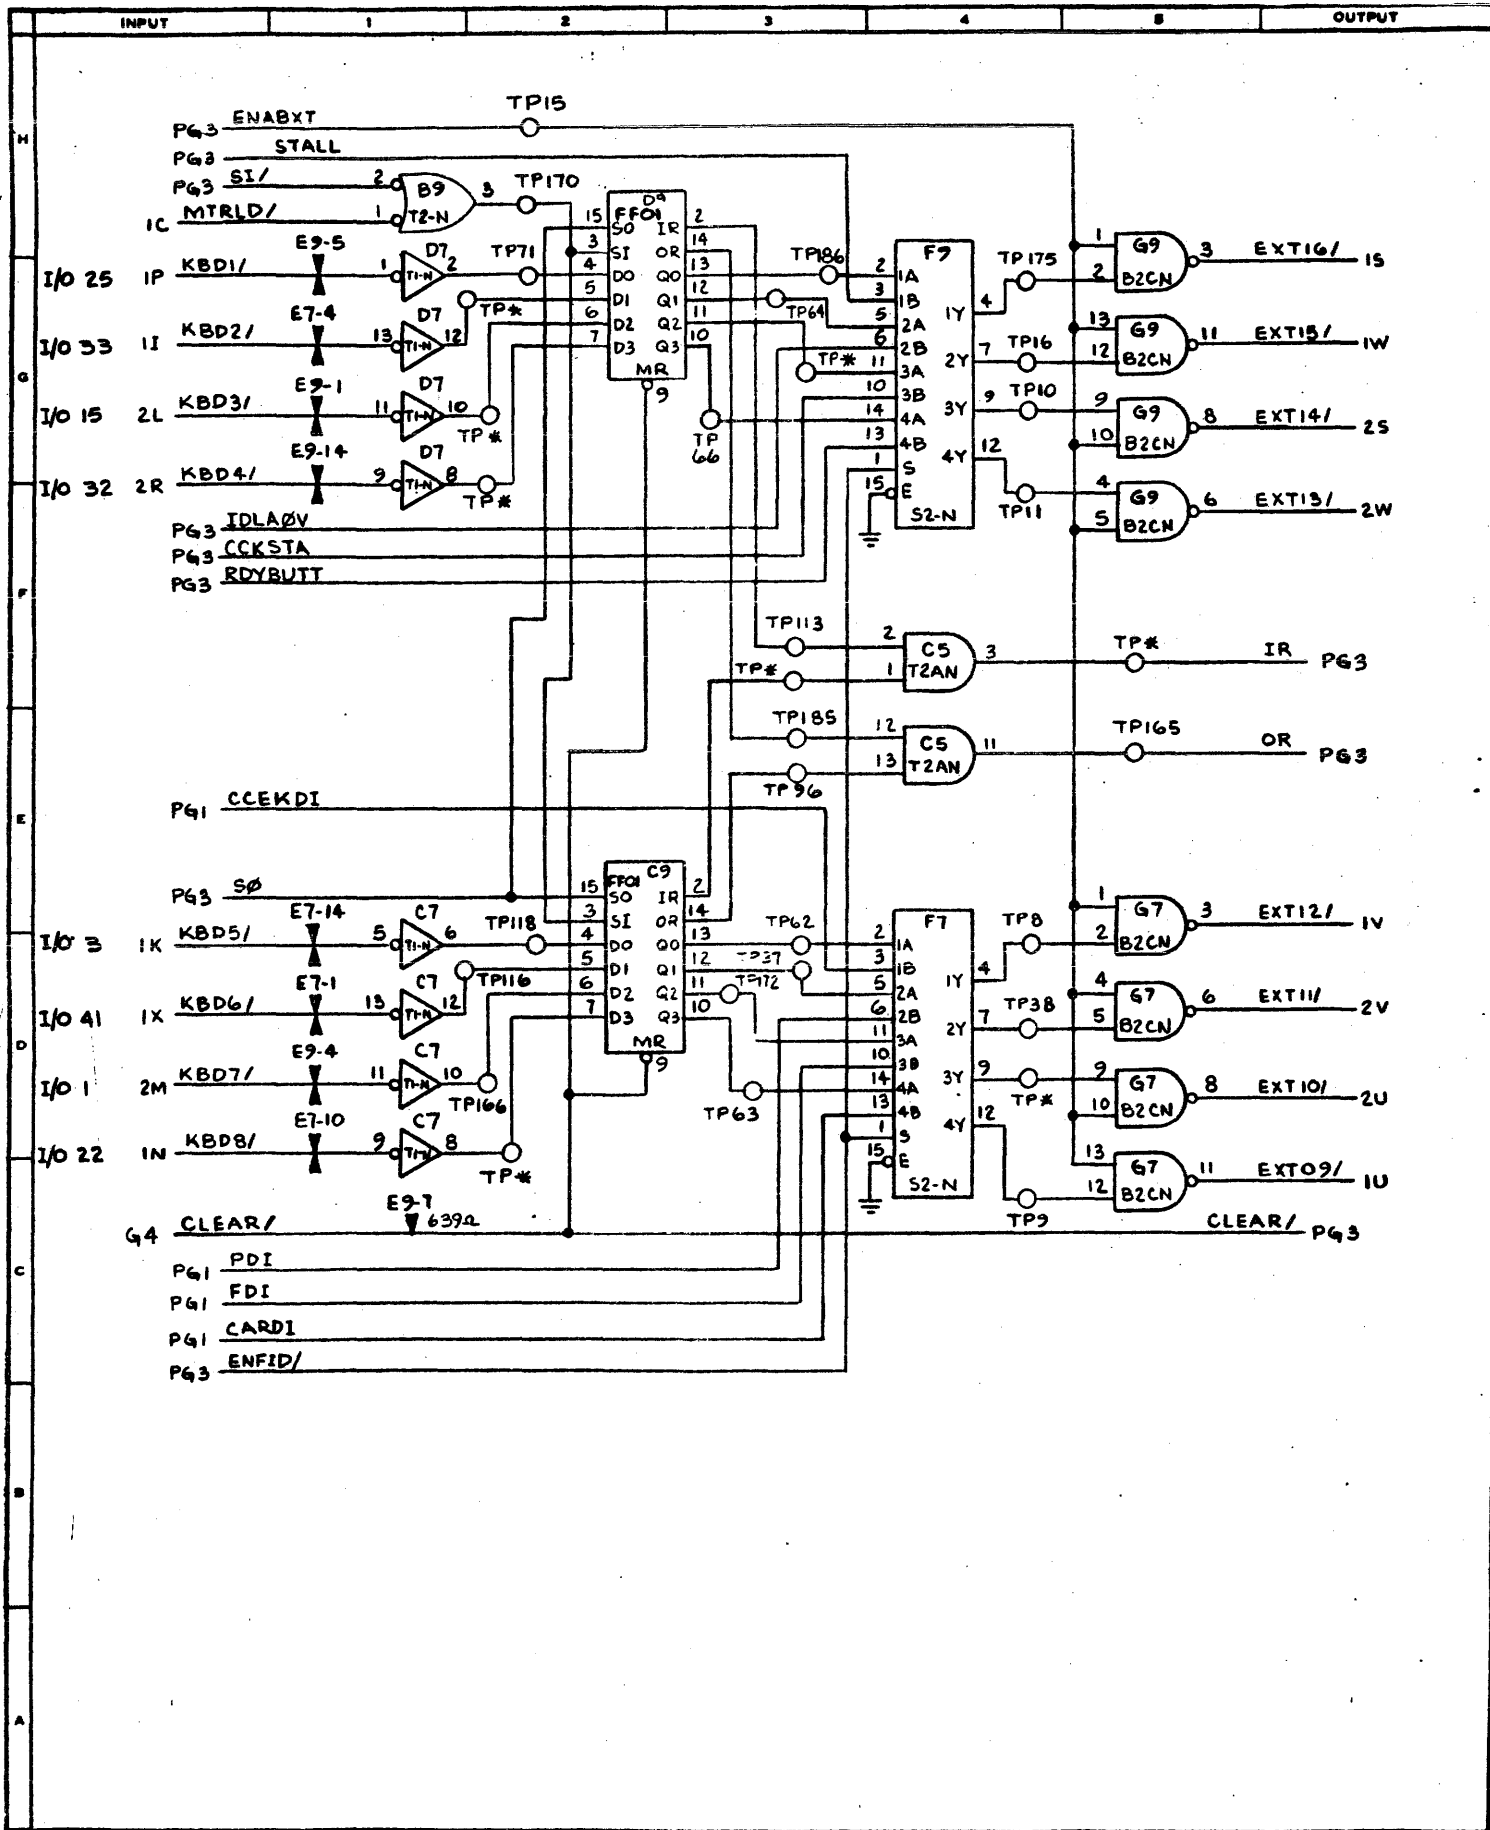 INPUT 1 2 3 4 5 OUTPUT
H
G
F
E
D
C
B
A
PG3 ENABXT TP15
PG3 STALL
PG3 SI/ 2 B9 T2-N 3 TP170
1C MTRLD/ 1
I/O 25 1P KBD1/ E9-5 1 D7 T1-N 2 TP71
I/O 33 1I KBD2/ E7-4 13 D7 T1-N 12 TP*
I/O 15 2L KBD3/ E9-1 11 D7 T1-N 10 TP*
I/O 32 2R KBD4/ E9-14 9 D7 T1-N 8 TP*
PG3 IDLAØV
PG3 CCKSTA
PG3 RDYBUTT
D9
FF01
15 SO IR 2
3 SI OR 14
4 D0 Q0 13
5 D1 Q1 12
6 D2 Q2 11
7 D3 Q3 10
MR
9
TP186
TP64
TP*
TP
66
F9
2 1A
3 1B
5 2A
6 2B
11 3A
10 3B
14 4A
13 4B
1 S
15 E
1Y 4 TP175
2Y 7 TP16
3Y 9 TP10
4Y 12 TP11
S2-N
1 2 G9 B2CN 3 EXT16/ 1S
13 12 G9 B2CN 11 EXT15/ 1W
9 10 G9 B2CN 8 EXT14/ 2S
4 5 G9 B2CN 6 EXT13/ 2W
TP113 2 C5 T2AN 3 TP* IR PG3
TP* 1
TP185 12 C5 T2AN 11 TP165 OR PG3
TP96 13
PG1 CCEKDI
PG3 SØ
I/O 3 1K KBD5/ E7-14 5 C7 T1-N 6 TP118
I/O 41 1X KBD6/ E7-1 13 C7 T1-N 12 TP116
I/O 1 2M KBD7/ E9-4 11 C7 T1-N 10 TP166
I/O 22 1N KBD8/ E7-10 9 C7 T1-N 8 TP*
C9
FF01
15 SO IR 2
3 SI OR 14
4 D0 Q0 13
5 D1 Q1 12
6 D2 Q2 11
7 D3 Q3 10
MR
9
TP62
TP37
TP172
TP63
F7
2 1A
3 1B
5 2A
6 2B
11 3A
10 3B
14 4A
13 4B
1 S
15 E
1Y 4 TP8
2Y 7 TP38
3Y 9 TP*
4Y 12 TP9
S2-N
1 2 G7 B2CN 3 EXT12/ 1V
4 5 G7 B2CN 6 EXT11/ 2V
9 10 G7 B2CN 8 EXT10/ 2U
13 12 G7 B2CN 11 EXT09/ 1U
G4 CLEAR/ E9-7 639Ω CLEAR/ PG3
PG1 PDI
PG1 FDI
PG1 CARDI
PG3 ENFID/